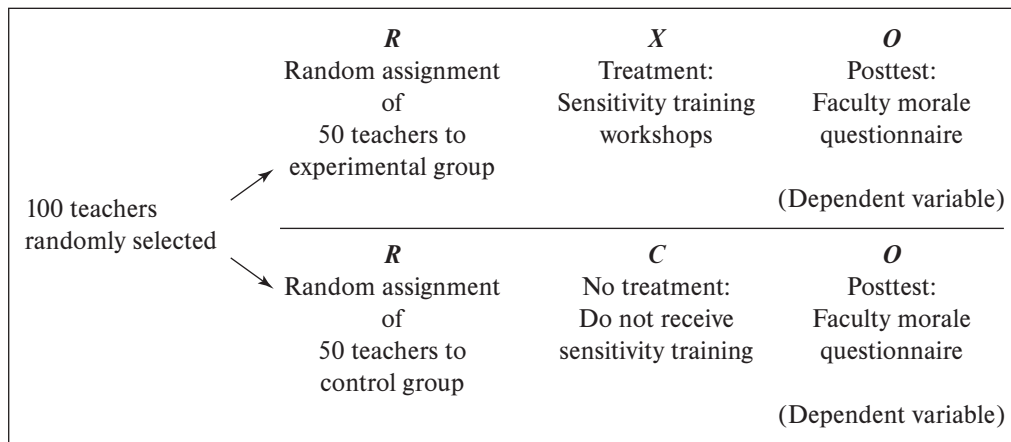 R X O
Random assignment Treatment: Posttest:
of Sensitivity training Faculty morale
50 teachers to workshops questionnaire
experimental group
(Dependent variable)
100 teachers
randomly selected
R C O
Random assignment No treatment: Posttest:
of Do not receive Faculty morale
50 teachers to sensitivity training questionnaire
control group
(Dependent variable)